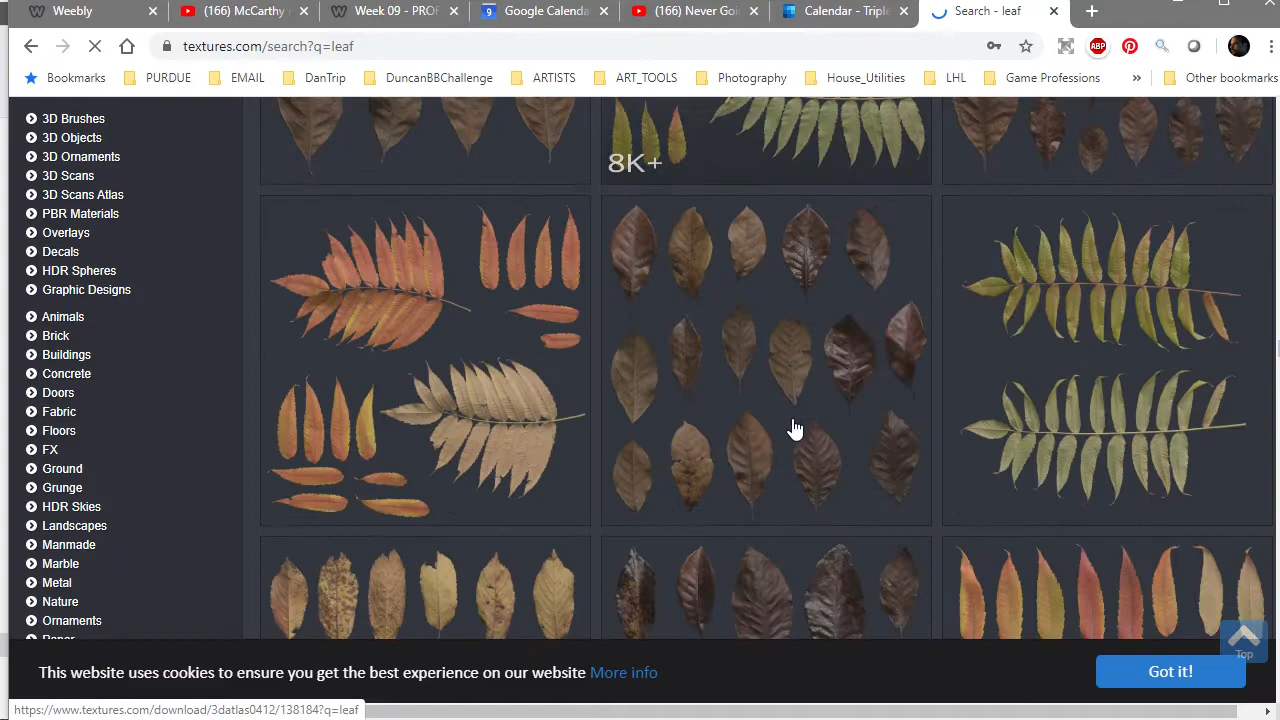 Weebly
(166) McCarthy
Week 09 - PROF
Google Calenda
(166) Never Goin
Calendar - Triple
Search - leaf
textures.com/search?q=leaf
ABP
Bookmarks
PURDUE
EMAIL
DanTrip
DuncanBBChallenge
ARTISTS
ART_TOOLS
Photography
House_Utilities
LHL
Game Professions
»
Other bookmarks
3D Brushes
3D Objects
3D Ornaments
3D Scans
3D Scans Atlas
PBR Materials
Overlays
Decals
HDR Spheres
Graphic Designs
Animals
Brick
Buildings
Concrete
Doors
Fabric
Floors
FX
Ground
Grunge
HDR Skies
Landscapes
Manmade
Marble
Metal
Nature
Ornaments
8K+
Top
This website uses cookies to ensure you get the best experience on our website More info
Got it!
https://www.textures.com/download/3datlas0412/138184?q=leaf